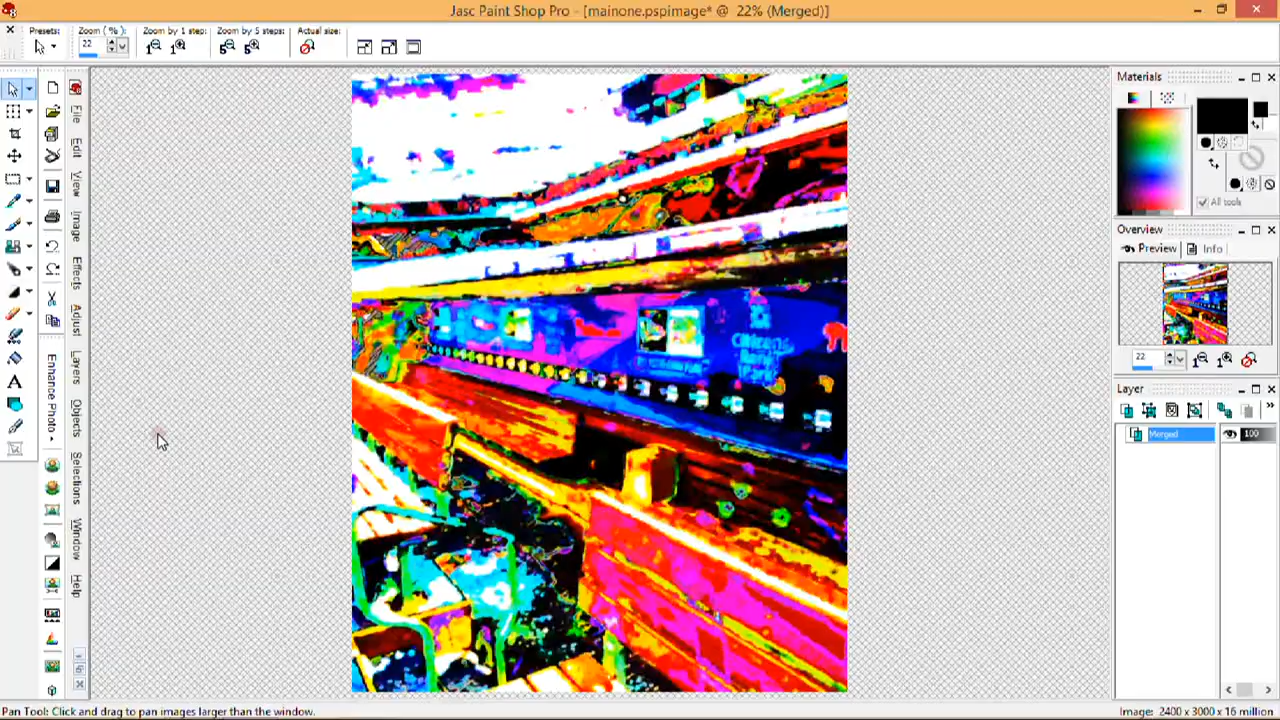 Jasc Paint Shop Pro - [mainone.pspimage* @ 22% (Merged)]
Presets:
Zoom (%):
Zoom by 1 step:
Zoom by 5 steps:
Actual size:
22
File
Edit
View
Image
Effects
Adjust
Layers
Objects
Selections
Window
Help
Enhance Photo
Materials
All tools
Overview
Preview
Info
22
Layer
Merged
100
Pan Tool: Click and drag to pan images larger than the window.
Image: 2400 x 3000 x 16 million